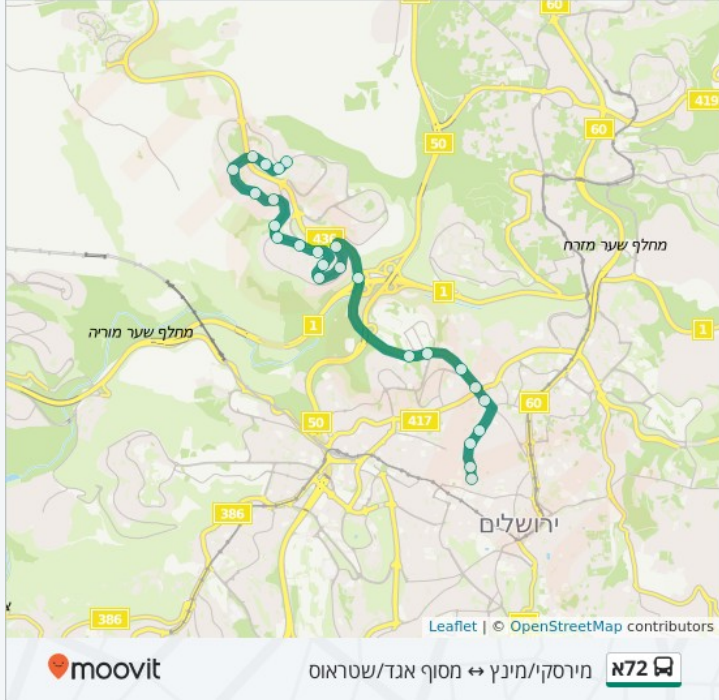 60
419
60
50
436
מחלף שער מזרח
1
1
1
מחלף שער מוריה
60
50
417
386
ירושלים
386
Leaflet | © OpenStreetMap contributors
moovit
מירסקי/מינץ ↔ מסוף אגד/שטראוס
72א